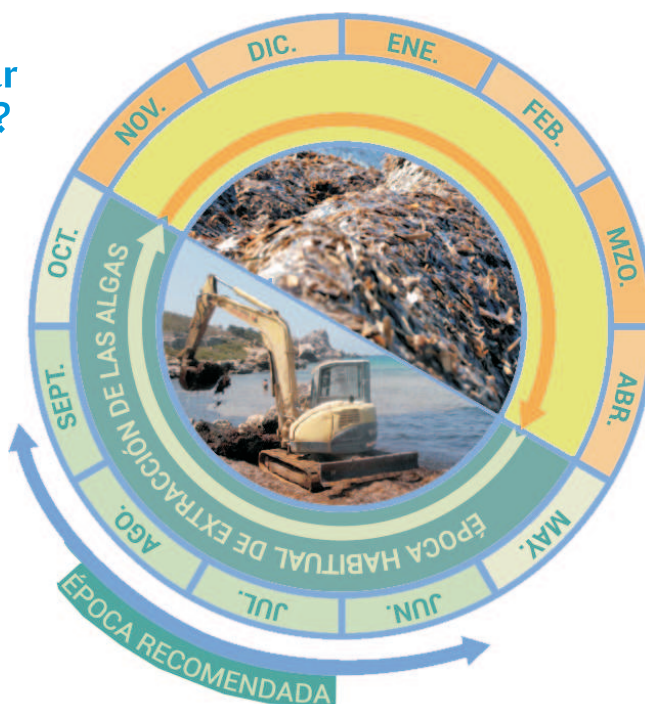 ar
?
ENE.
FEB.
MZO.
ABR.
MAY.
JUN.
JUL.
AGO.
SEPT.
OCT.
NOV.
DIC.
ÉPOCA HABITUAL DE EXTRACCIÓN DE LAS ALGAS
ÉPOCA RECOMENDADA